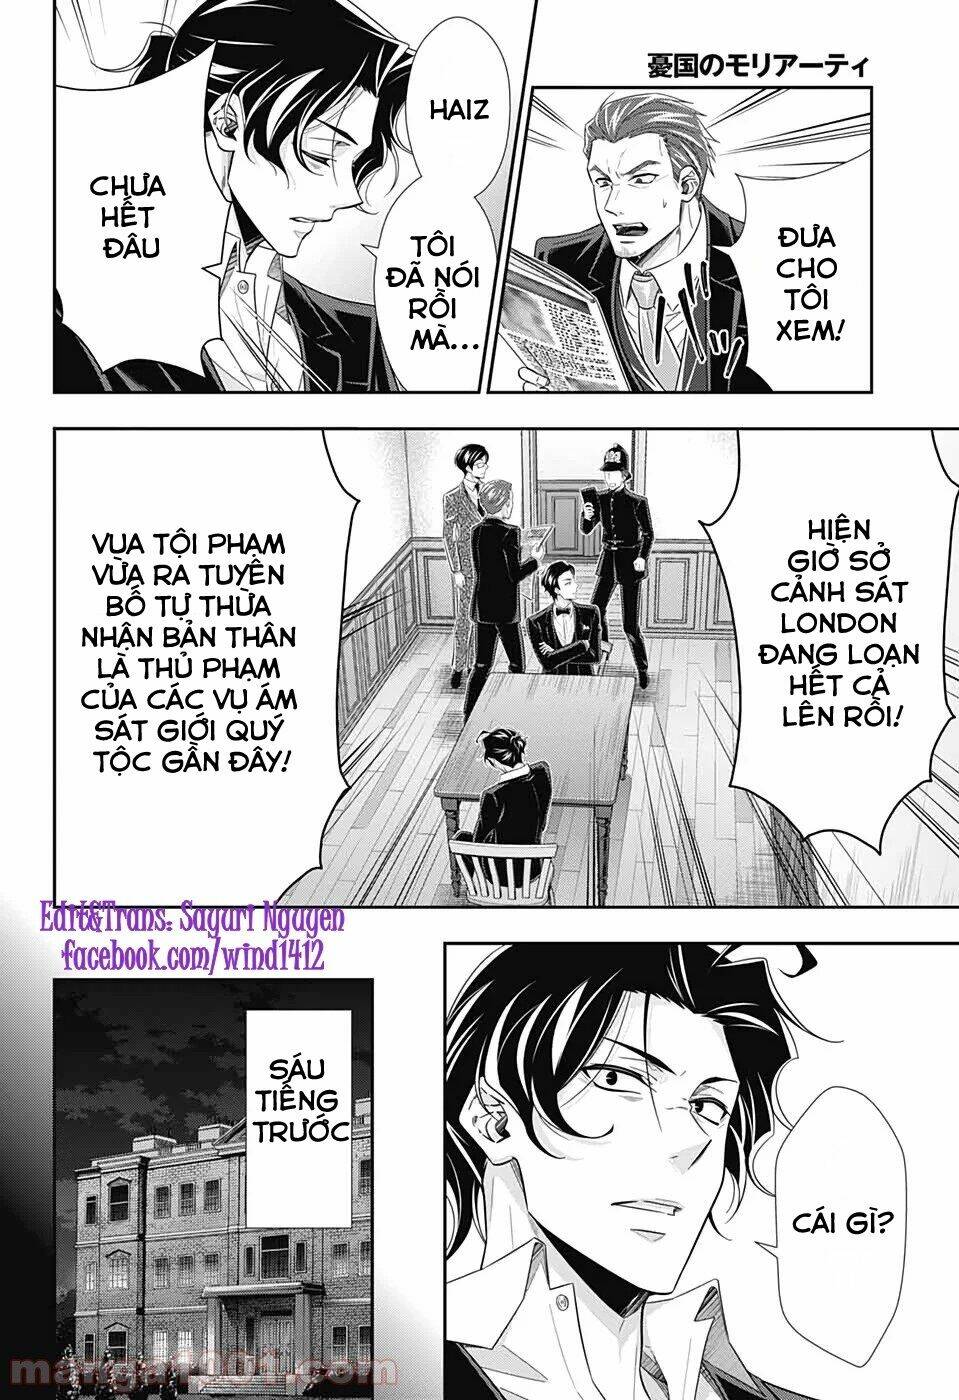 憂国のモリアーティ
ĐƯA
CHO
TÔI
XEM!
HAIZ
TÔI
ĐÃ NÓI
RỒI
MÀ...
CHƯA
HẾT
ĐÂU
HIỆN
GIỜ SỞ
CẢNH SÁT
LONDON
ĐANG LOẠN
HẾT CẢ
LÊN RỒI!
VUA TỘI PHẠM
VỪA RA TUYÊN
BỐ TỰ THỪA
NHẬN BẢN THÂN
LÀ THỦ PHẠM
CỦA CÁC VỤ ÁM
SÁT GIỚI QUÝ
TỘC GẦN ĐÂY!
Edit&Trans: Sayuri Nguyen
facebook.com/wind1412
CÁI GÌ?
SÁU
TIẾNG
TRƯỚC
manga1001.com